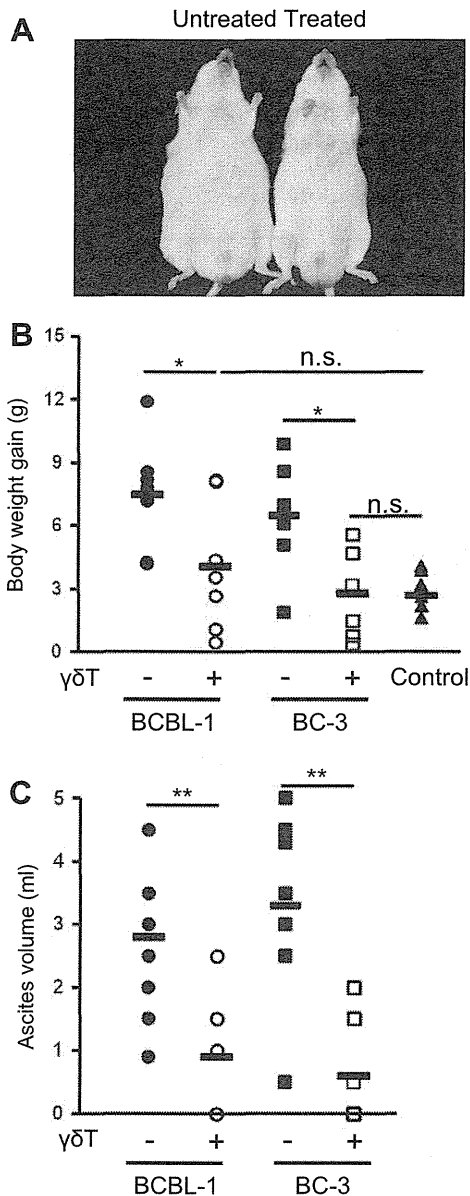 A
Untreated Treated
B
Body weight gain (g)
15
12
9
6
3
0
*
n.s.
*
n.s.
γδT - + - + Control
BCBL-1 BC-3
C
Ascites volume (ml)
5
4
3
2
1
0
**
**
γδT - + - +
BCBL-1 BC-3